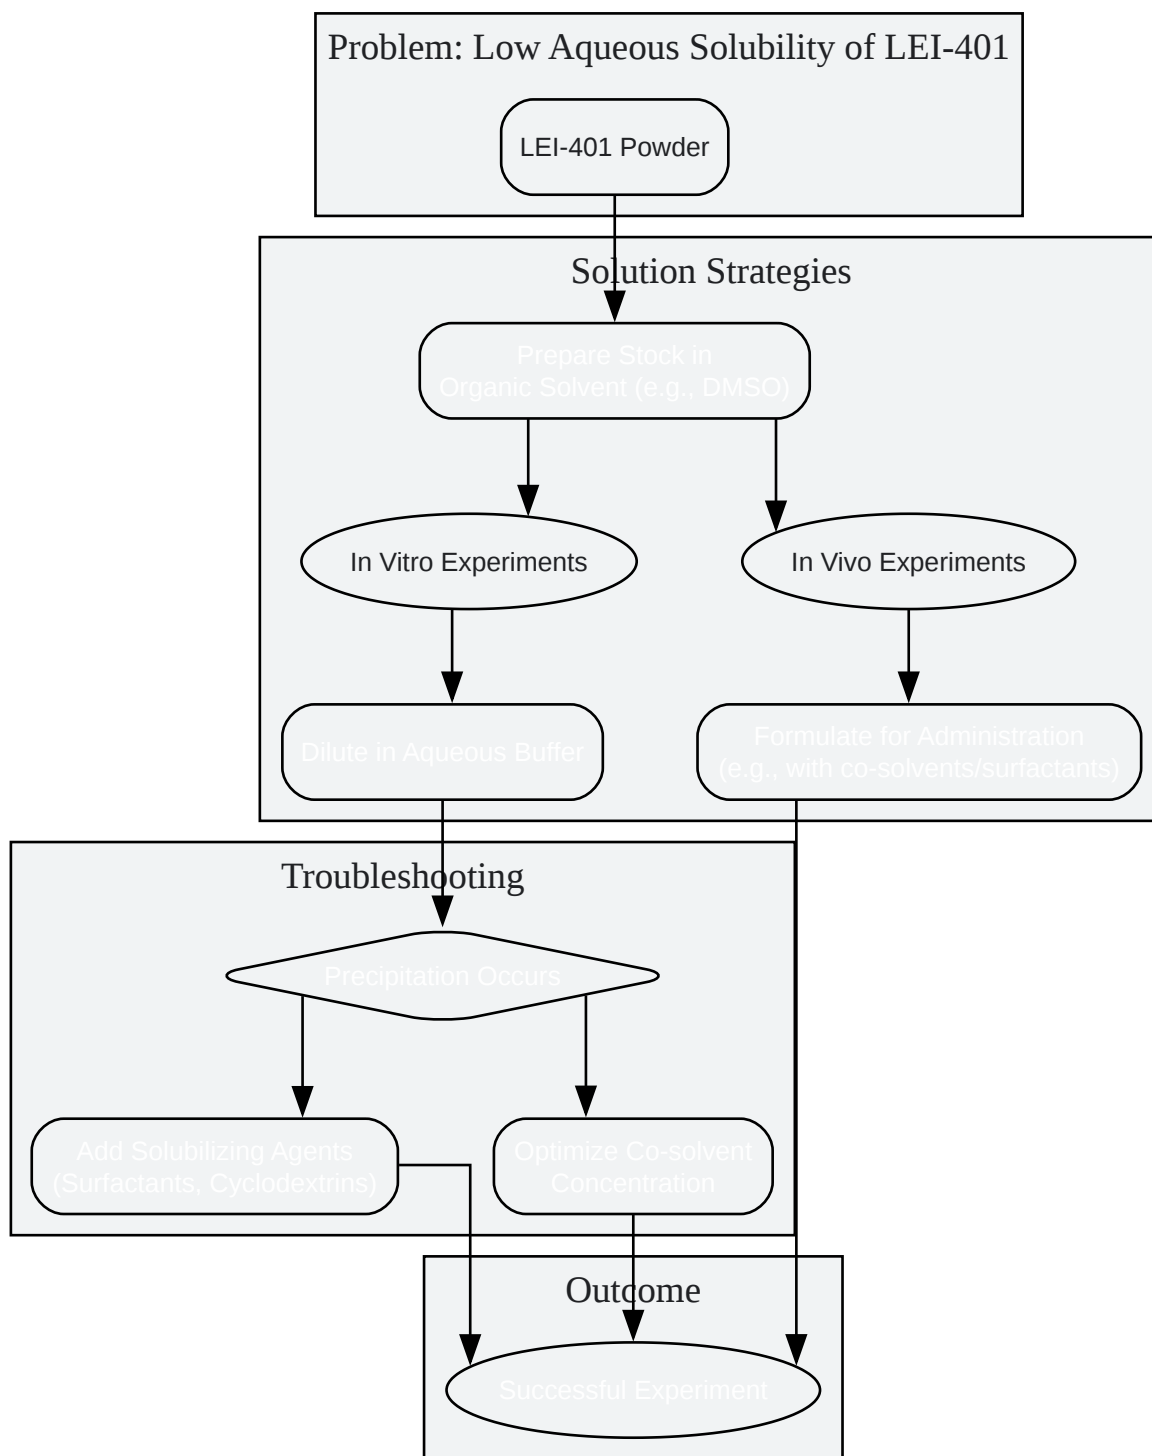 Problem: Low Aqueous Solubility of LEI-401
LEI-401 Powder
Solution Strategies
Prepare Stock in
Organic Solvent (e.g., DMSO)
In Vitro Experiments
In Vivo Experiments
Dilute in Aqueous Buffer
Formulate for Administration
(e.g., with co-solvents/surfactants)
Troubleshooting
Precipitation Occurs
Add Solubilizing Agents
(Surfactants, Cyclodextrins)
Optimize Co-solvent
Concentration
Outcome
Successful Experiment